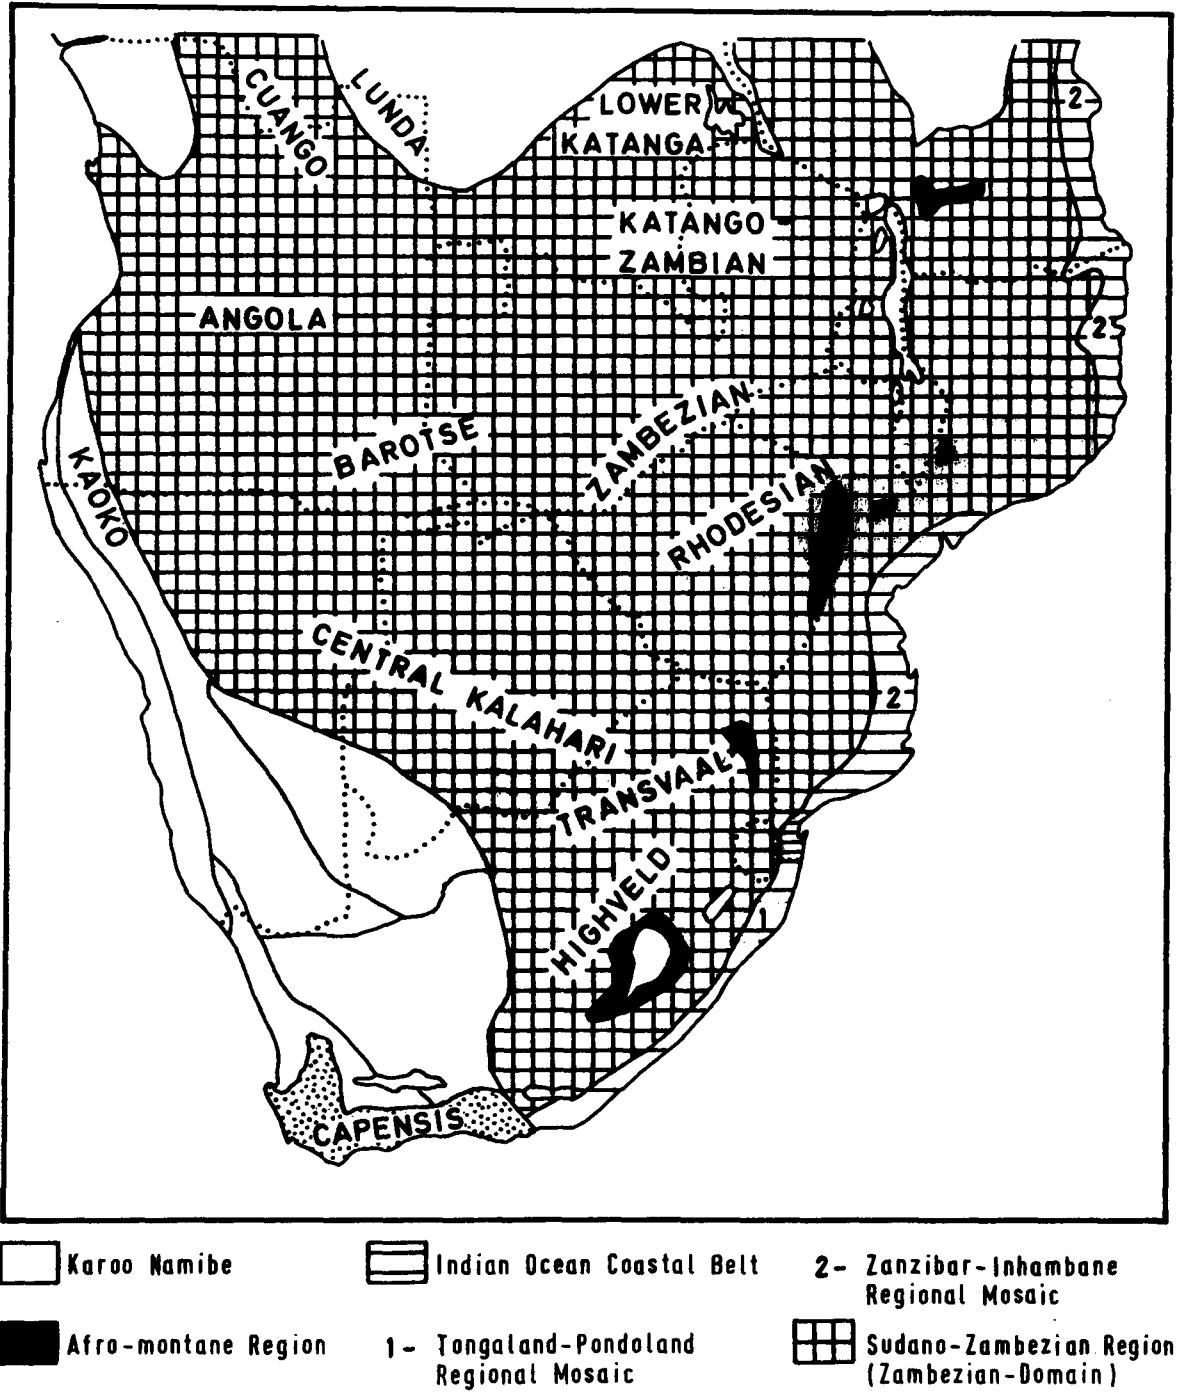 2
CUANGO
LUNDA
LOWER
KATANGA
KATANGO
ZAMBIAN
ANGOLA
2
BAROTSE
ZAMBEZIAN
KAOKO
RHODESIAN
CENTRAL KALAHARI
2
TRANSVAAL
HIGHVELD
1
CAPENSIS
Karoo Namibe
Indian Ocean Coastal Belt
2- Zanzibar-Inhambane
Regional Mosaic
Afro-montane Region
1- Tongaland-Pondoland
Regional Mosaic
Sudano-Zambezian Region
(Zambezian-Domain)